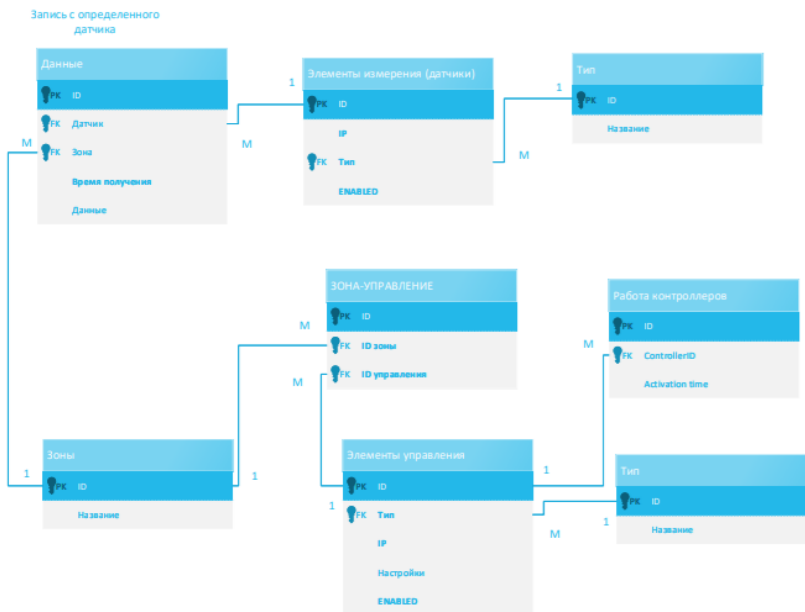 Запись с определенного
датчика
Данные
PK ID
FK Датчик
FK Зона
Время получения
Данные
M
M
1
Элементы измерения (датчики)
PK ID
IP
FK Тип
ENABLED
M
1
Тип
PK ID
Название
ЗОНА-УПРАВЛЕНИЕ
PK ID
FK ID зоны
FK ID управления
M
M
Работа контроллеров
PK ID
FK ControllerID
Activation time
M
Зоны
PK ID
Название
1
1
Элементы управления
PK ID
FK Тип
IP
Настройки
ENABLED
1
1
M
Тип
PK ID
Название
1